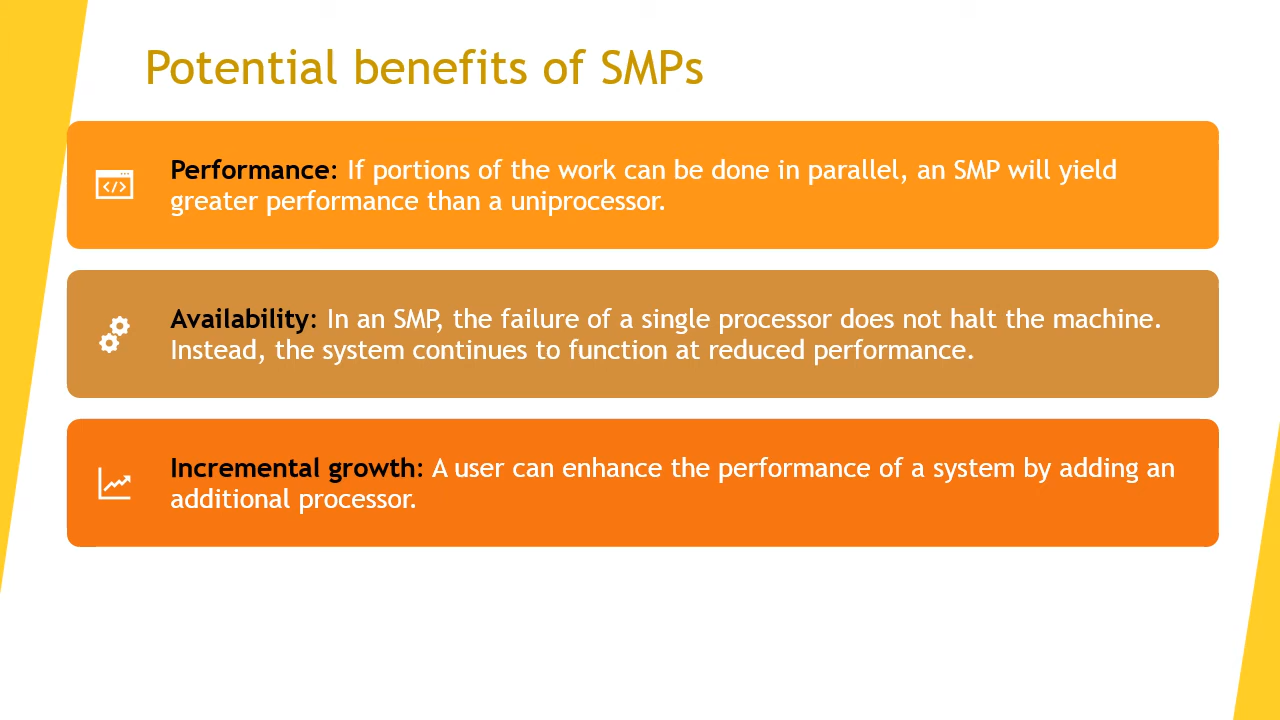 Potential benefits of SMPs
Performance: If portions of the work can be done in parallel, an SMP will yield
greater performance than a uniprocessor.
Availability: In an SMP, the failure of a single processor does not halt the machine.
Instead, the system continues to function at reduced performance.
Incremental growth: A user can enhance the performance of a system by adding an
additional processor.